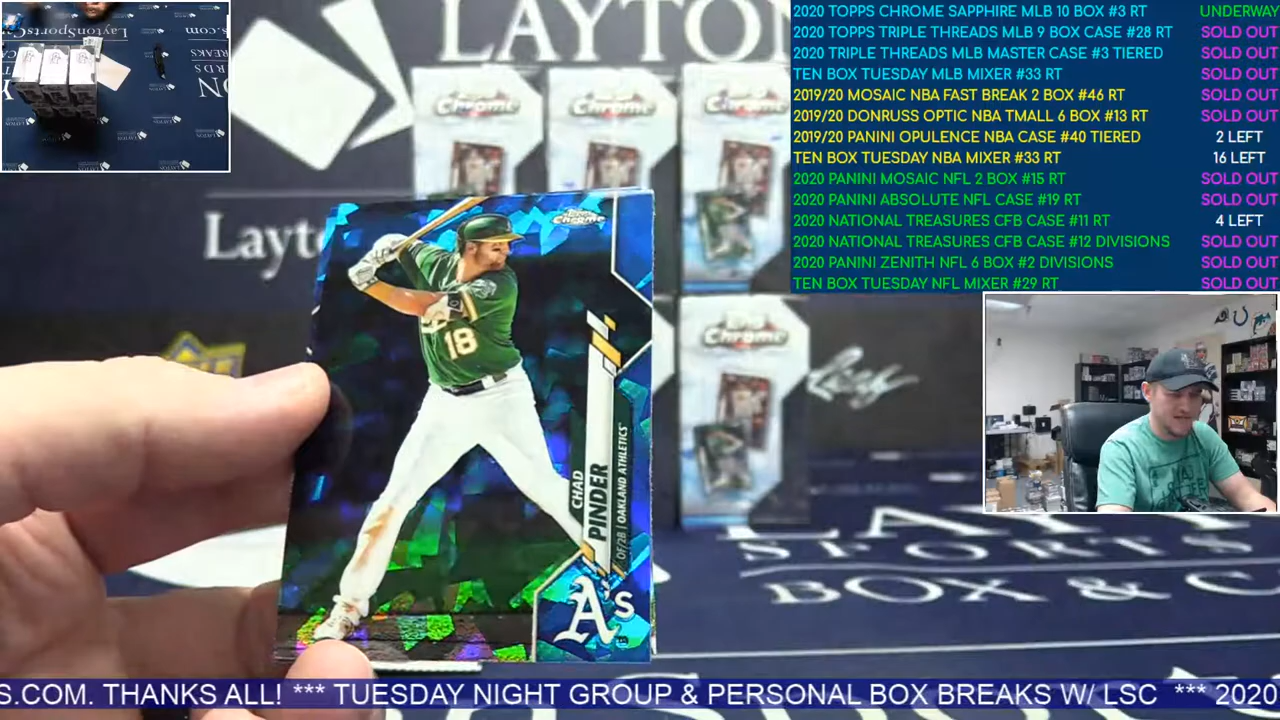 2020 TOPPS CHROME SAPPHIRE MLB 10 BOX #3 RT UNDERWAY
2020 TOPPS TRIPLE THREADS MLB 9 BOX CASE #28 RT SOLD OUT
2020 TRIPLE THREADS MLB MASTER CASE #3 TIERED SOLD OUT
TEN BOX TUESDAY MLB MIXER #33 RT SOLD OUT
2019/20 MOSAIC NBA FAST BREAK 2 BOX #46 RT SOLD OUT
2019/20 DONRUSS OPTIC NBA TMALL 6 BOX #13 RT SOLD OUT
2019/20 PANINI OPULENCE NBA CASE #40 TIERED 2 LEFT
TEN BOX TUESDAY NBA MIXER #33 RT 16 LEFT
2020 PANINI MOSAIC NFL 2 BOX #15 RT SOLD OUT
2020 PANINI ABSOLUTE NFL CASE #19 RT SOLD OUT
2020 NATIONAL TREASURES CFB CASE #11 RT 4 LEFT
2020 NATIONAL TREASURES CFB CASE #12 DIVISIONS SOLD OUT
2020 PANINI ZENITH NFL 6 BOX #2 DIVISIONS SOLD OUT
TEN BOX TUESDAY NFL MIXER #29 RT SOLD OUT
LAYTON
Chrome
Chrome
Chrome
Layto
Chrome
Topps Chrome
18
CHAD
PINDER
OF/2B | OAKLAND ATHLETICS
A's
SPORTS
BOX & C
S.COM. THANKS ALL! *** TUESDAY NIGHT GROUP & PERSONAL BOX BREAKS W/ LSC *** 2020